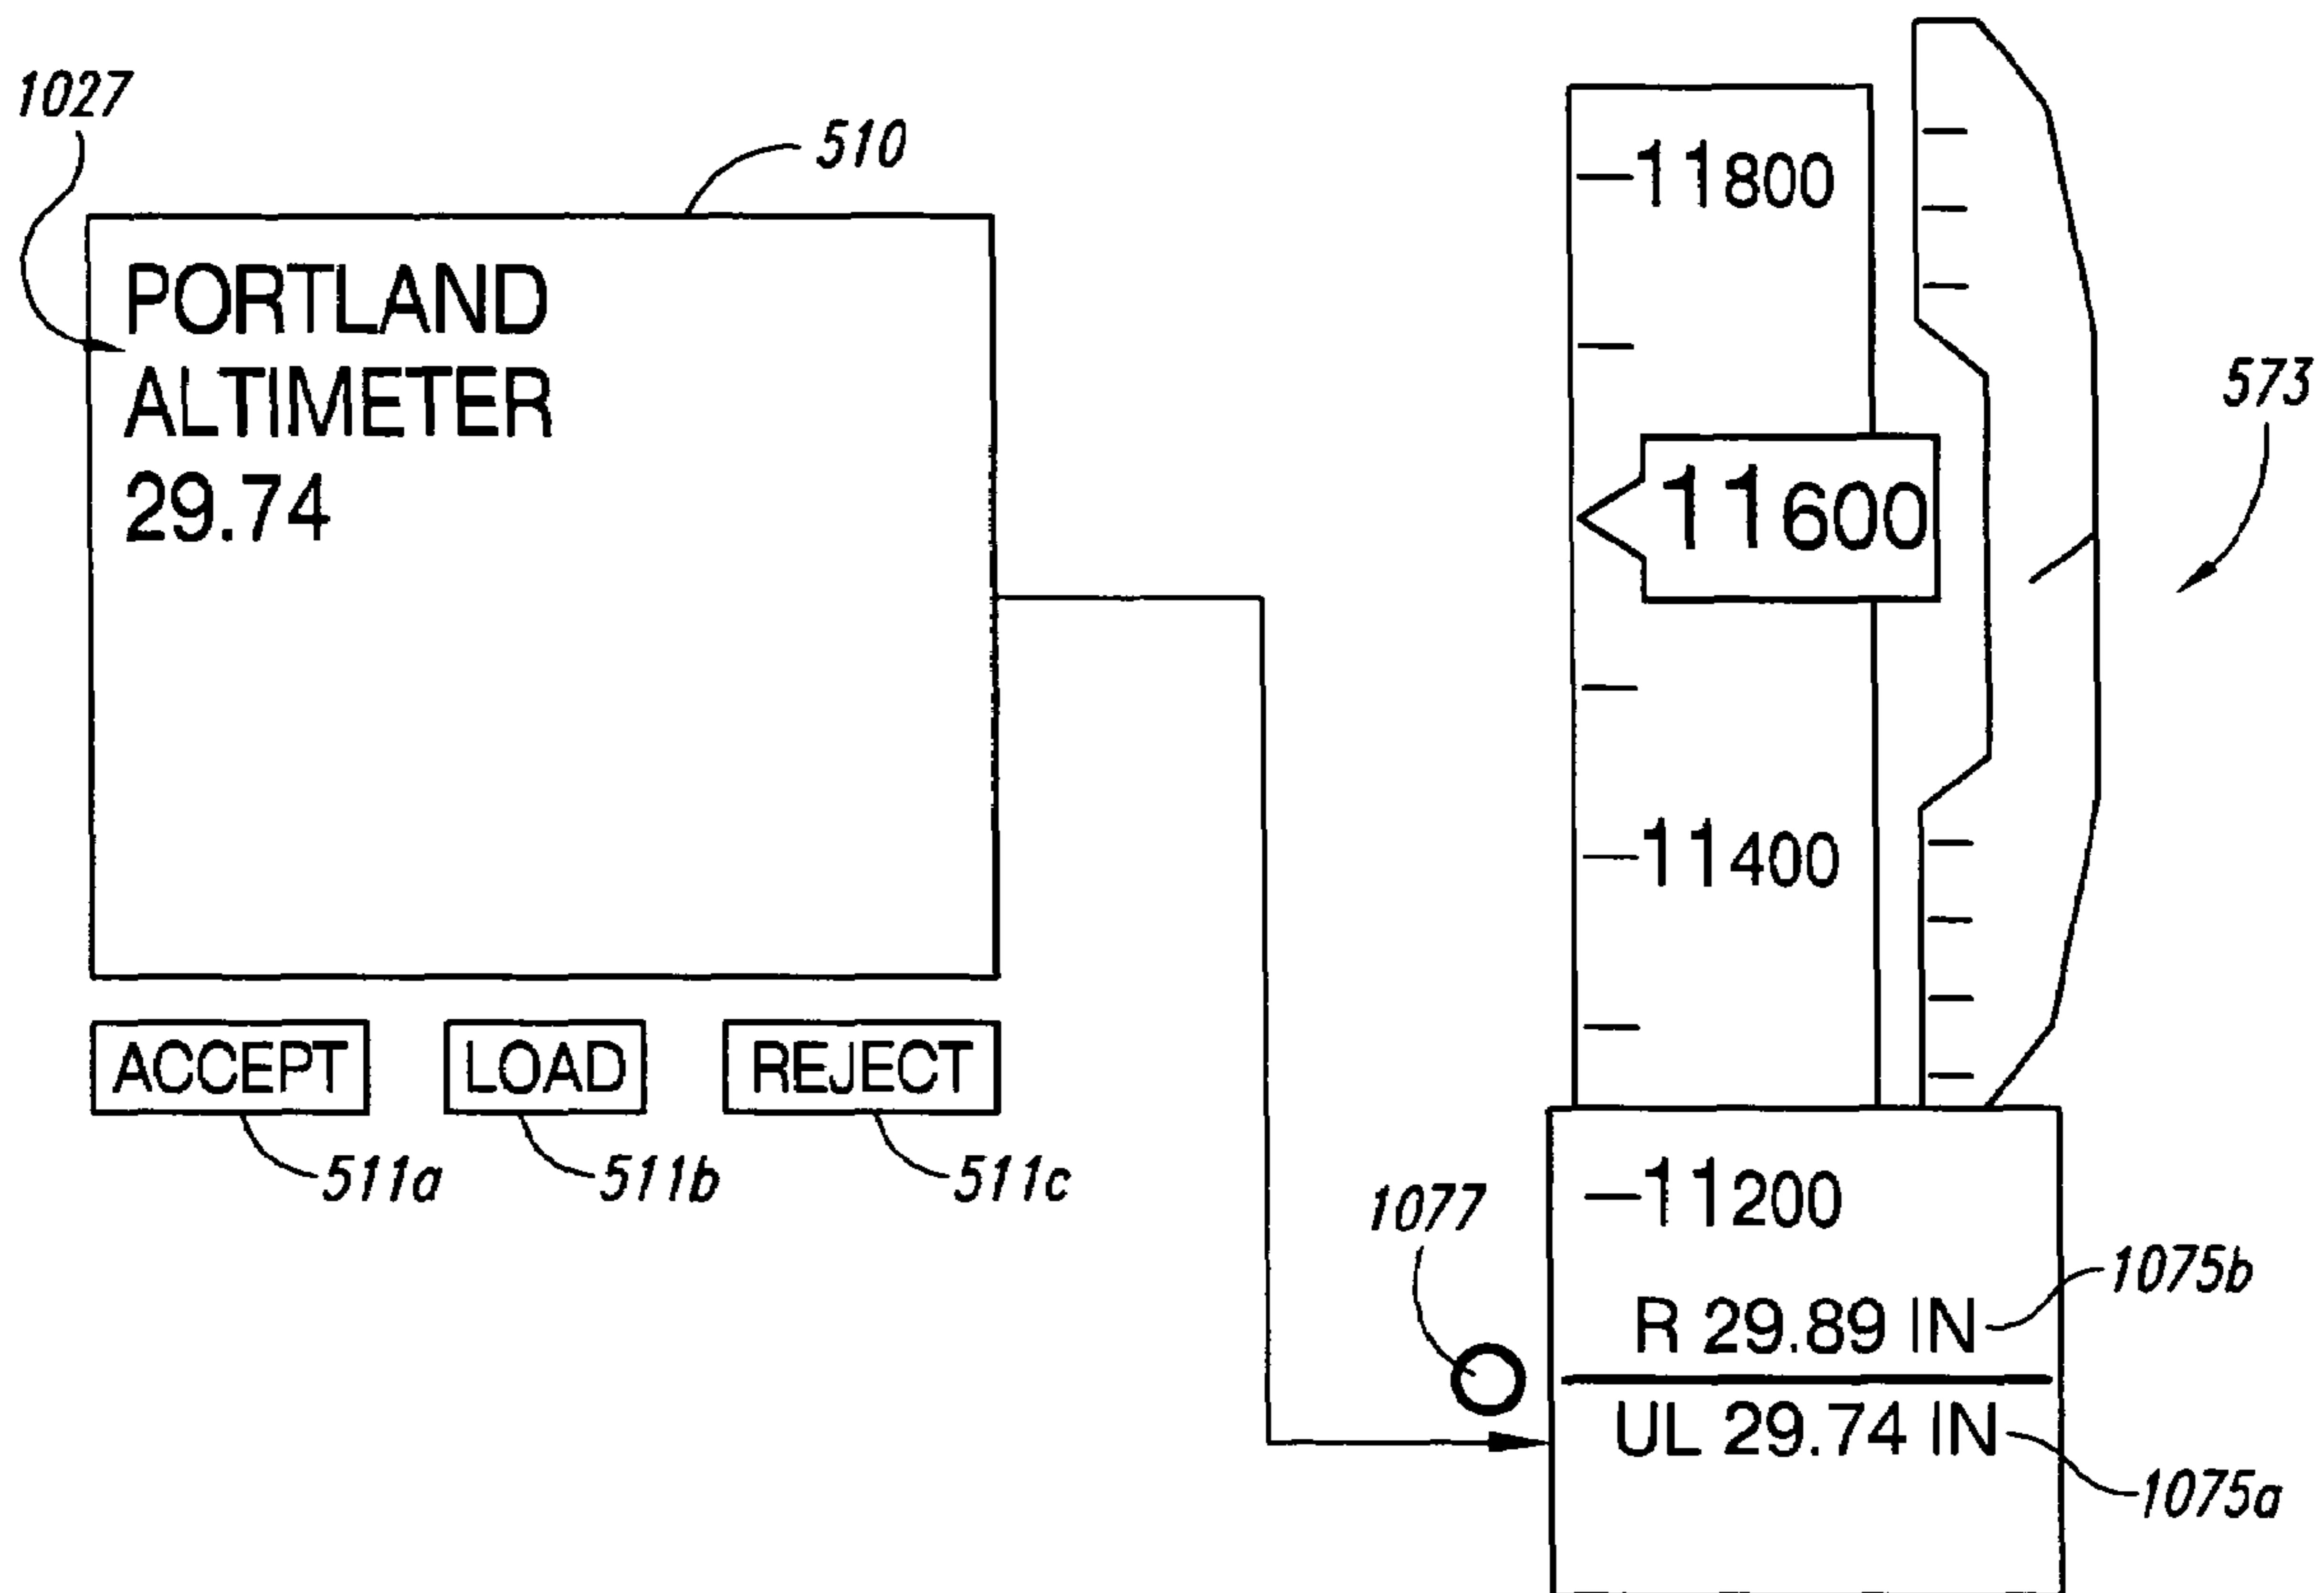 1027
510
PORTLAND
ALTIMETER
29.74
ACCEPT
LOAD
REJECT
511a
511b
511c
11800
11600
573
11400
11200
1077
1075b
R 29.89 IN
UL 29.74 IN
1075a